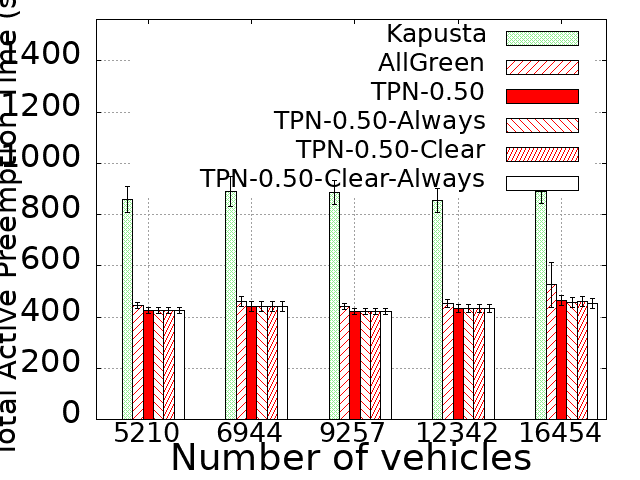 Total Active Preemption Time (s
1400
1200
1000
800
600
400
200
0
Kapusta
AllGreen
TPN-0.50
TPN-0.50-Always
TPN-0.50-Clear
TPN-0.50-Clear-Always
5210 6944 9257 12342 16454
Number of vehicles